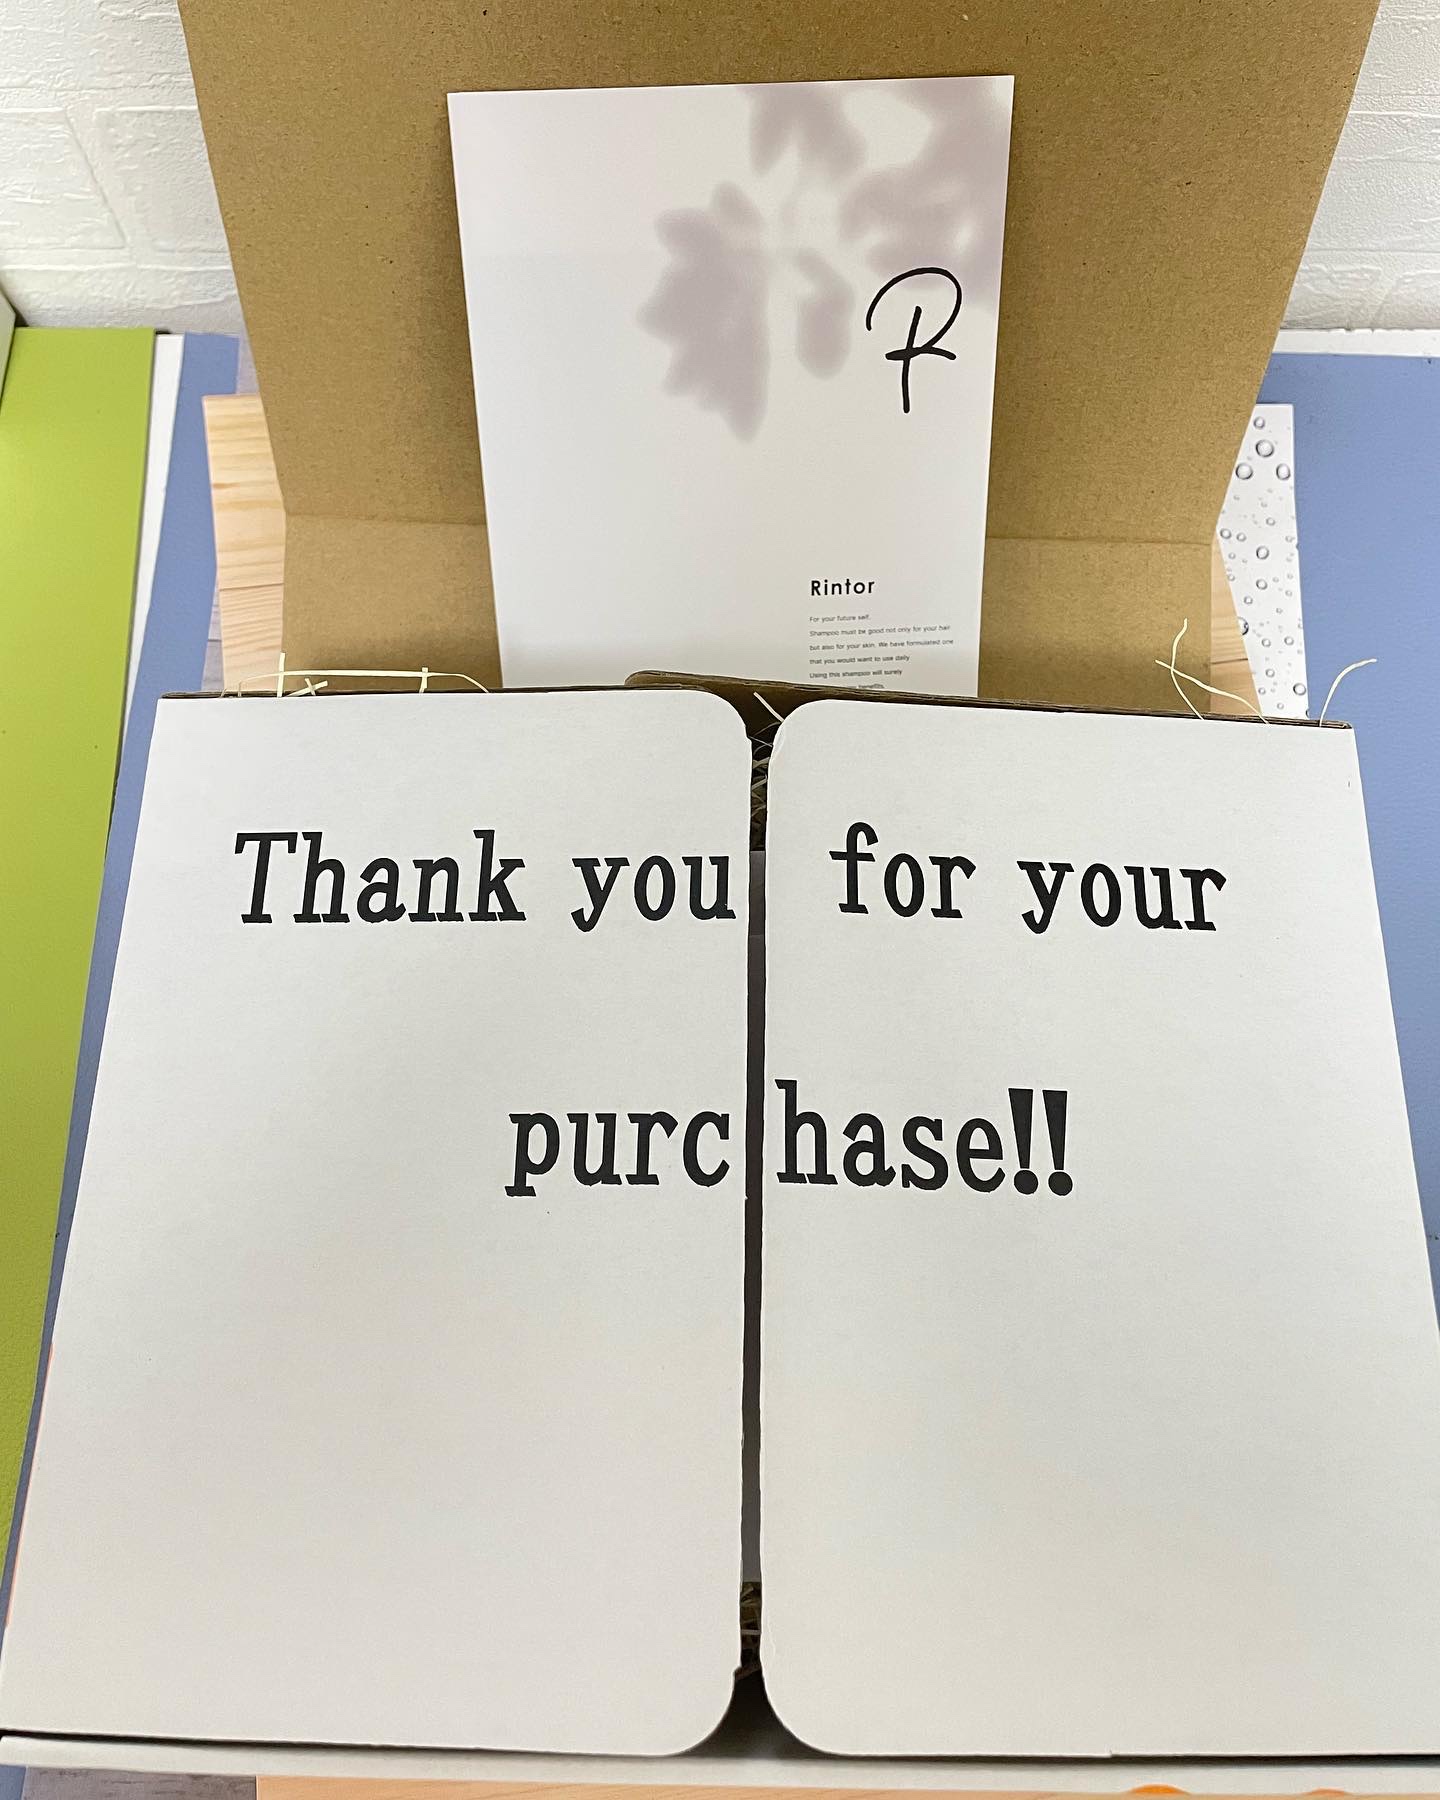 R
Rintor
For your future self.
Shampoo must be good not only for your hair
but also for your skin. We have formulated one
that you would want to use daily
Using this shampoo will surely
benefits.
Thank you for your
purchase!!